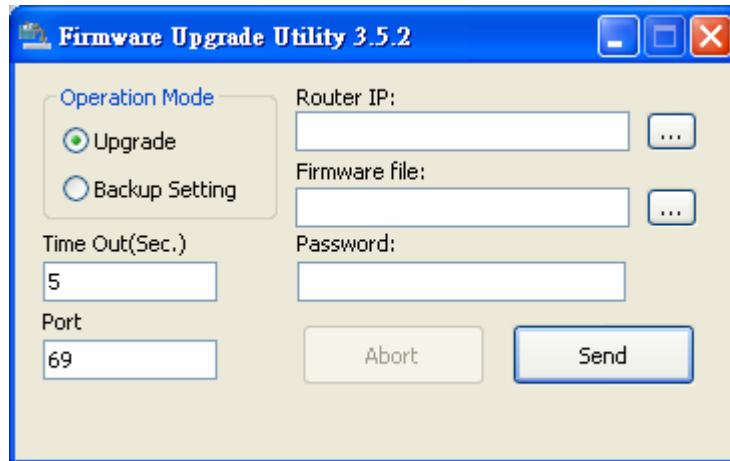 Firmware Upgrade Utility 3.5.2
Operation Mode
Upgrade
Backup Setting
Time Out(Sec.)
5
Port
69
Router IP:
...
Firmware file:
...
Password:
Abort
Send